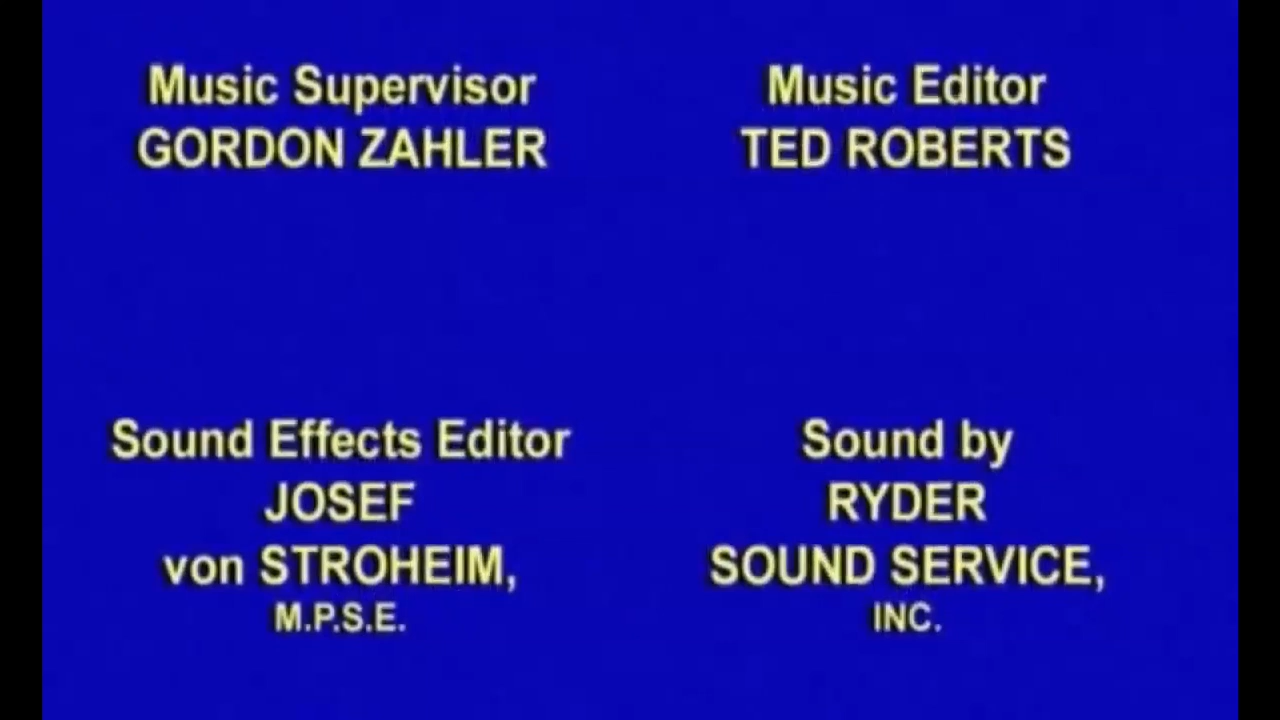 Music Supervisor
GORDON ZAHLER
Music Editor
TED ROBERTS
Sound Effects Editor
JOSEF
von STROHEIM,
M.P.S.E.
Sound by
RYDER
SOUND SERVICE,
INC.